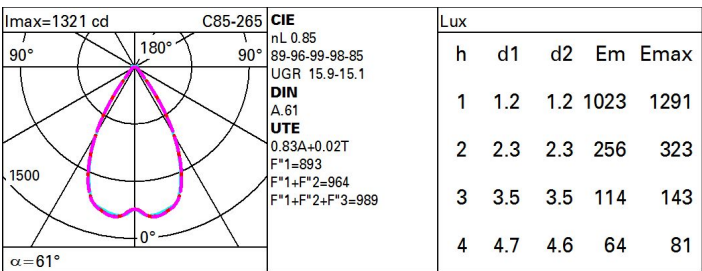 Imax=1321 cd C85-265
90° 180° 90°
1500
0°
α=61°
CIE
nL 0.85
89-96-99-98-85
UGR 15.9-15.1
DIN
A.61
UTE
0.83A+0.02T
F"1=893
F"1+F"2=964
F"1+F"2+F"3=989
Lux
h d1 d2 Em Emax
1 1.2 1.2 1023 1291
2 2.3 2.3 256 323
3 3.5 3.5 114 143
4 4.7 4.6 64 81